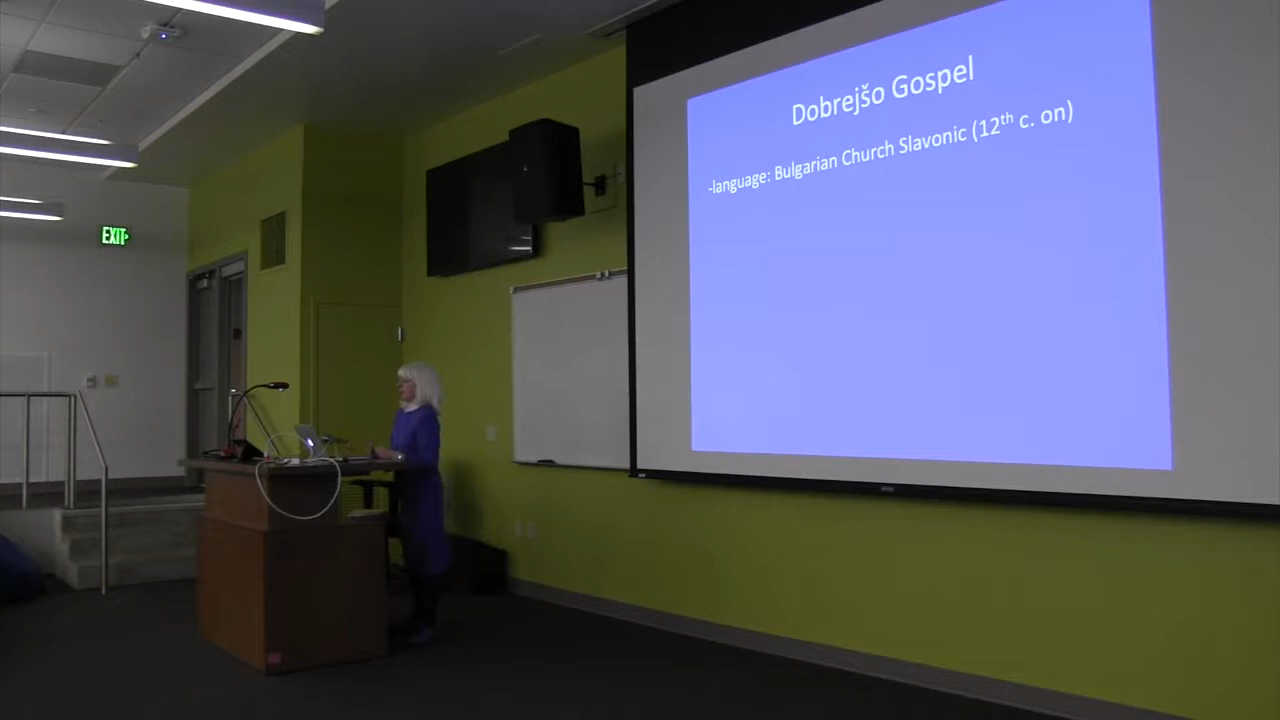 Dobrejšo Gospel
-language: Bulgarian Church Slavonic (12th c. on)
EXIT